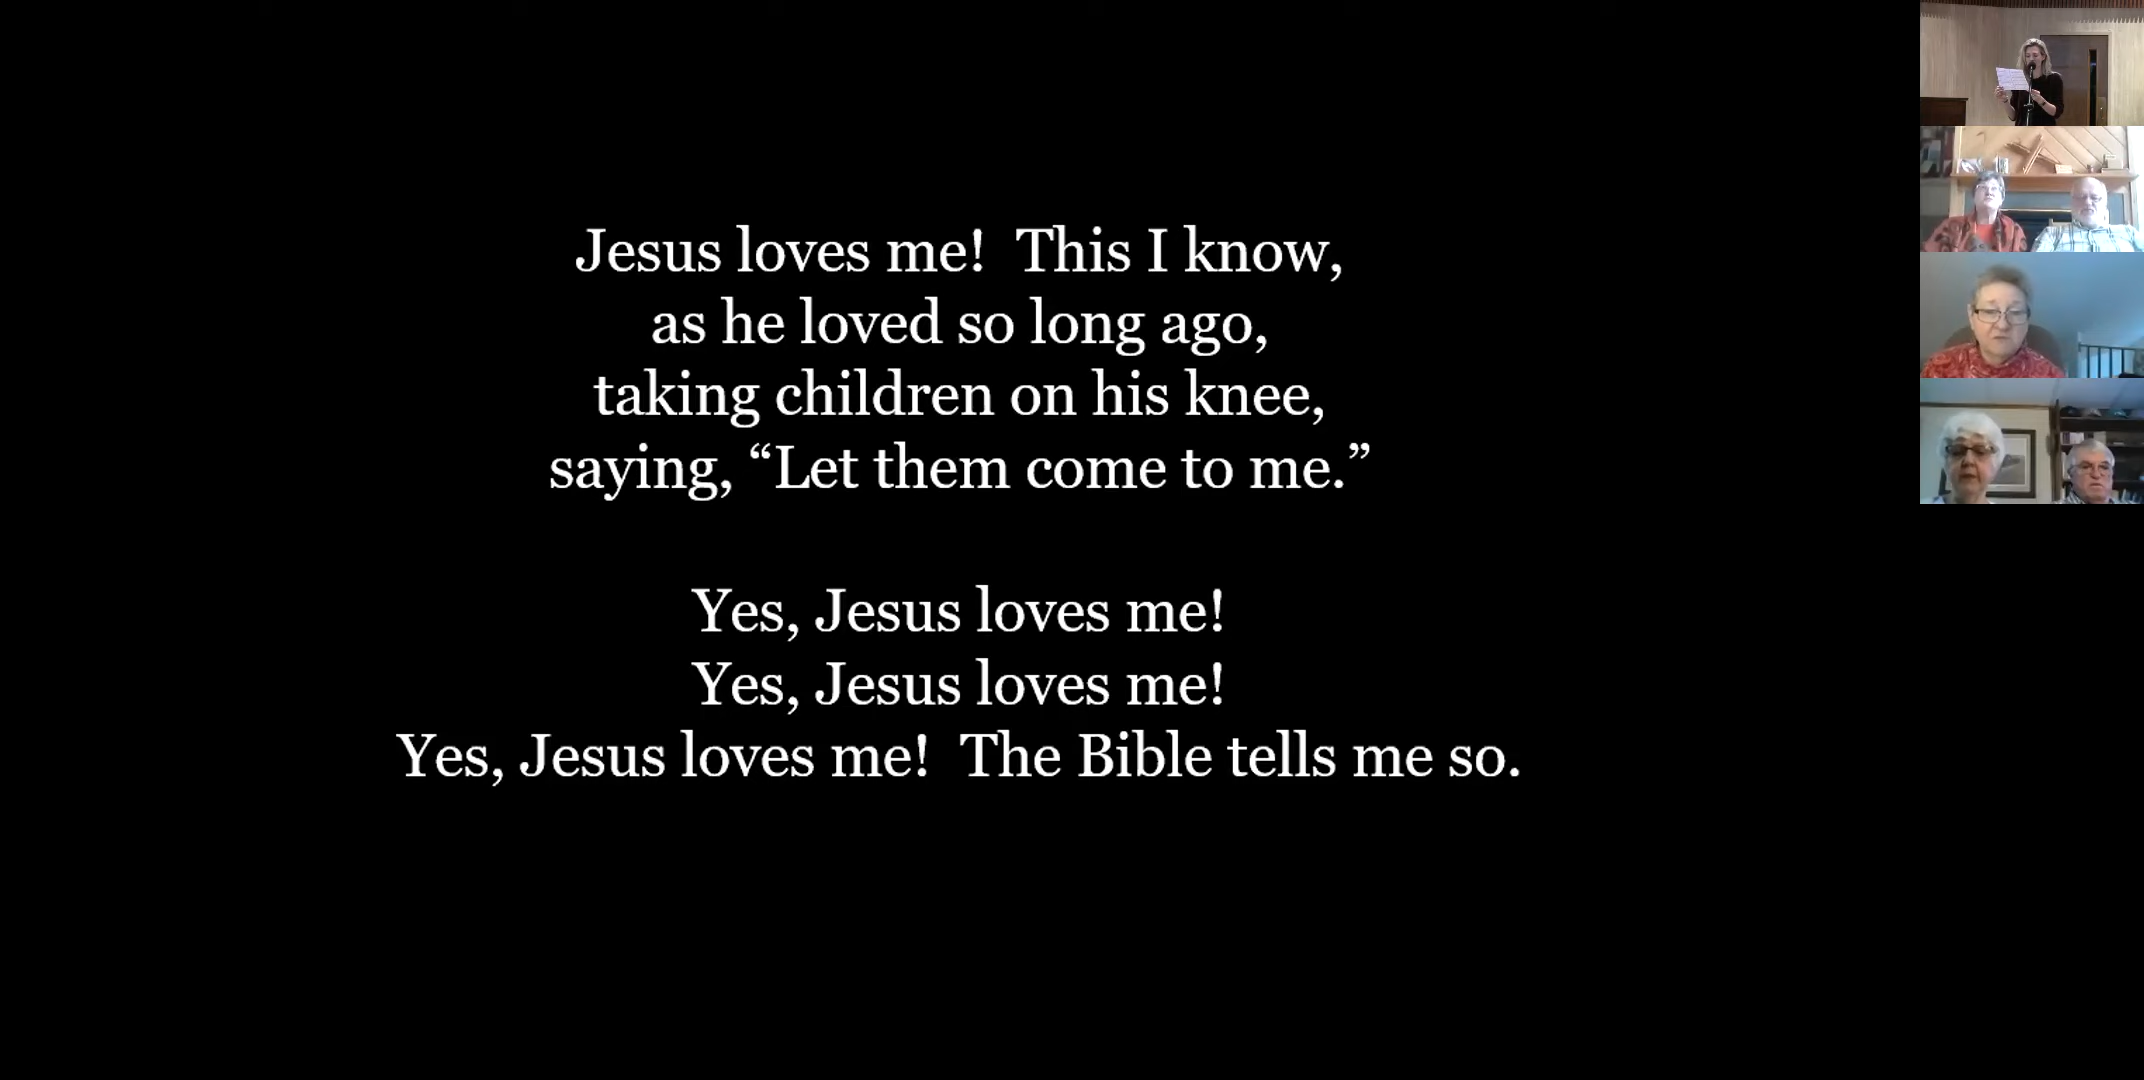 Jesus loves me!  This I know,
as he loved so long ago,
taking children on his knee,
saying, “Let them come to me.”
Yes, Jesus loves me!
Yes, Jesus loves me!
Yes, Jesus loves me!  The Bible tells me so.